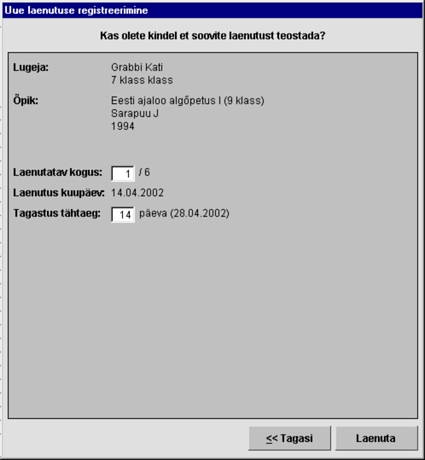 Uue laenutuse registreerimine
Kas olete kindel et soovite laenutust teostada?
Lugeja: Grabbi Kati
7 klass klass
Õpik: Eesti ajaloo algõpetus I (9 klass)
Sarapuu J
1994
Laenutatav kogus: 1 / 6
Laenutus kuupäev: 14.04.2002
Tagastus tähtaeg: 14 päeva (28.04.2002)
<< Tagasi Laenuta